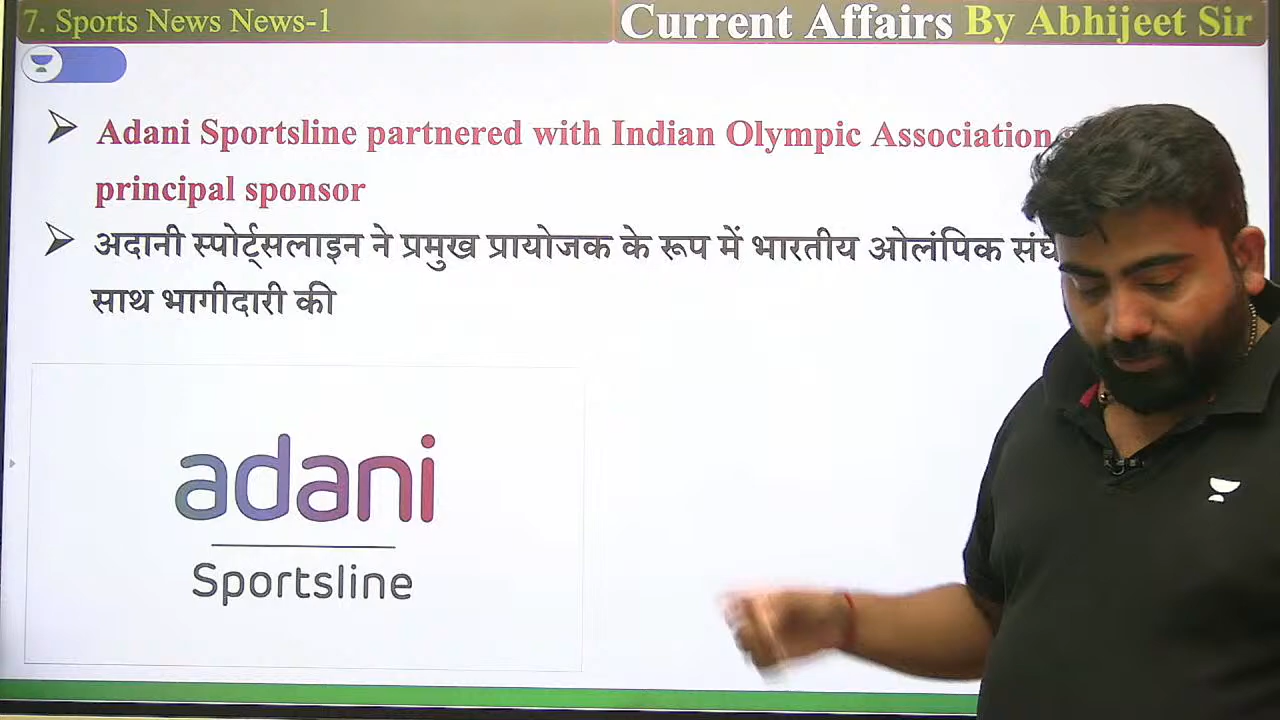 7. Sports News News-1
Current Affairs By Abhijeet Sir
Adani Sportsline partnered with Indian Olympic Association
principal sponsor
अदानी स्पोर्ट्सलाइन ने प्रमुख प्रायोजक के रूप में भारतीय ओलंपिक संघ
साथ भागीदारी की
adani
Sportsline